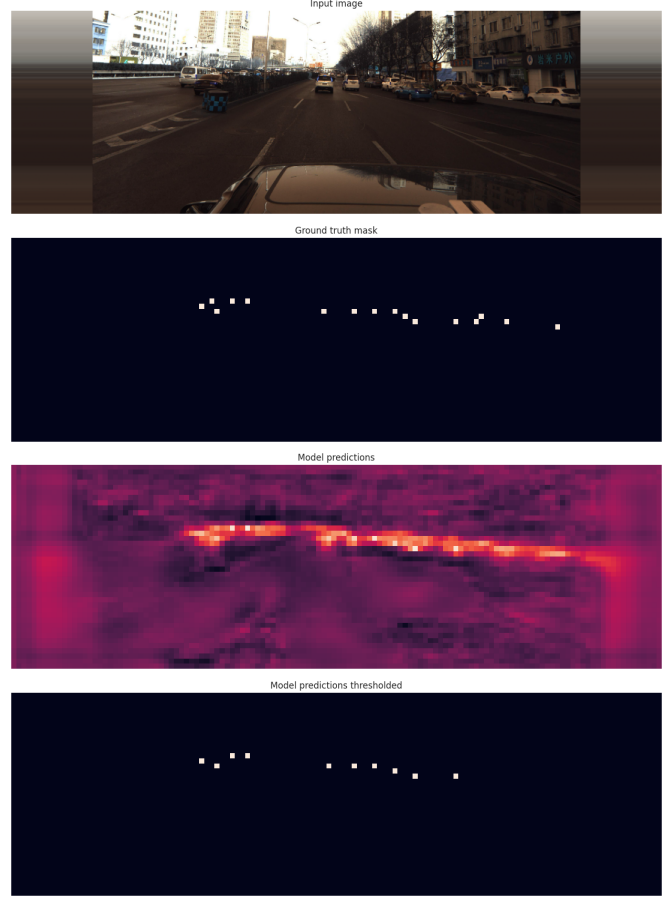 Input image
Ground truth mask
Model predictions
Model predictions thresholded